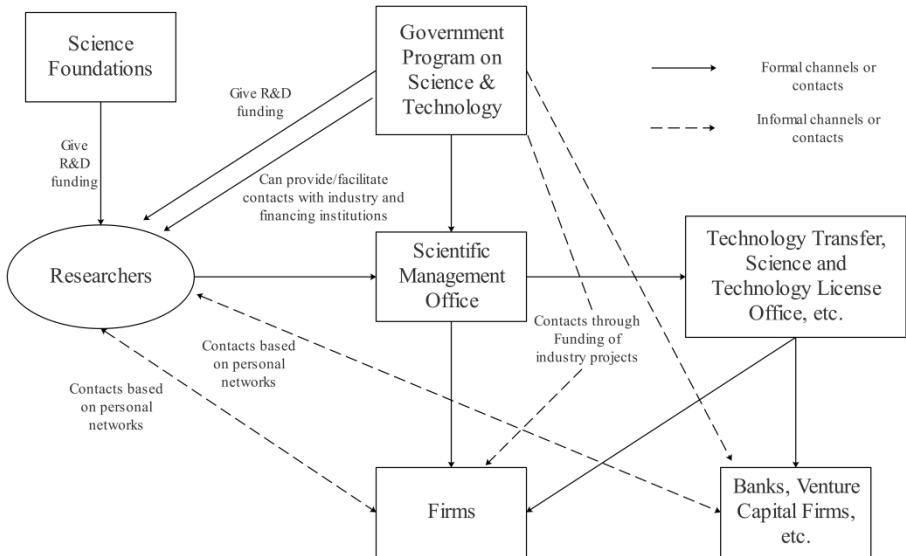 Science
Foundations
Government
Program on
Science &
Technology
Formal channels or
contacts
Informal channels or
contacts
Give R&D
funding
Give
R&D
funding
Can provide/facilitate
contacts with industry and
financing institutions
Researchers
Scientific
Management
Office
Technology Transfer,
Science and
Technology License
Office, etc.
Contacts through
Funding of
industry projects
Contacts based
on personal
networks
Contacts based
on personal
networks
Firms
Banks, Venture
Capital Firms,
etc.